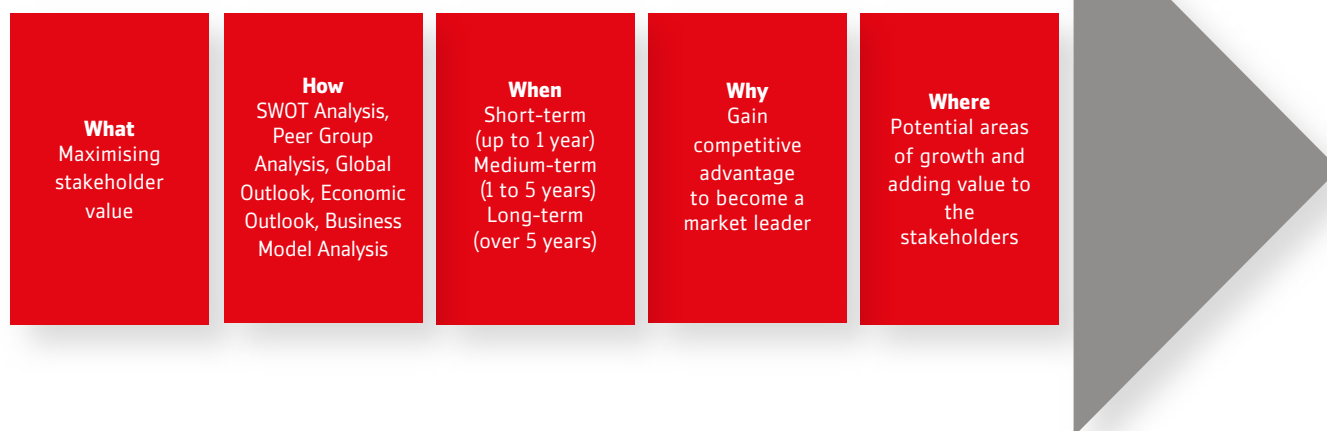 What
Maximising
stakeholder
value
How
SWOT Analysis,
Peer Group
Analysis, Global
Outlook, Economic
Outlook, Business
Model Analysis
When
Short-term
(up to 1 year)
Medium-term
(1 to 5 years)
Long-term
(over 5 years)
Why
Gain
competitive
advantage
to become a
market leader
Where
Potential areas
of growth and
adding value to
the
stakeholders